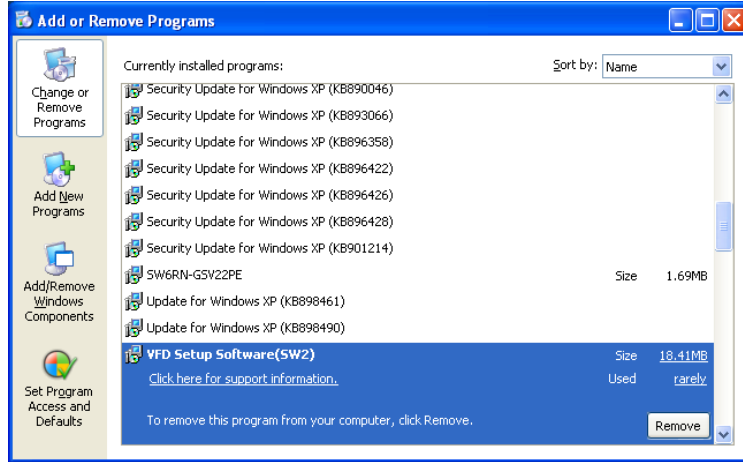 Add or Remove Programs
Change or
Remove
Programs
Add New
Programs
Add/Remove
Windows
Components
Set Program
Access and
Defaults
Currently installed programs:
Sort by: Name
Security Update for Windows XP (KB890046)
Security Update for Windows XP (KB893066)
Security Update for Windows XP (KB896358)
Security Update for Windows XP (KB896422)
Security Update for Windows XP (KB896426)
Security Update for Windows XP (KB896428)
Security Update for Windows XP (KB901214)
SW6RN-GSV22PE Size 1.69MB
Update for Windows XP (KB898461)
Update for Windows XP (KB898490)
VFD Setup Software(SW2) Size 18.41MB
Click here for support information. Used rarely
To remove this program from your computer, click Remove. Remove